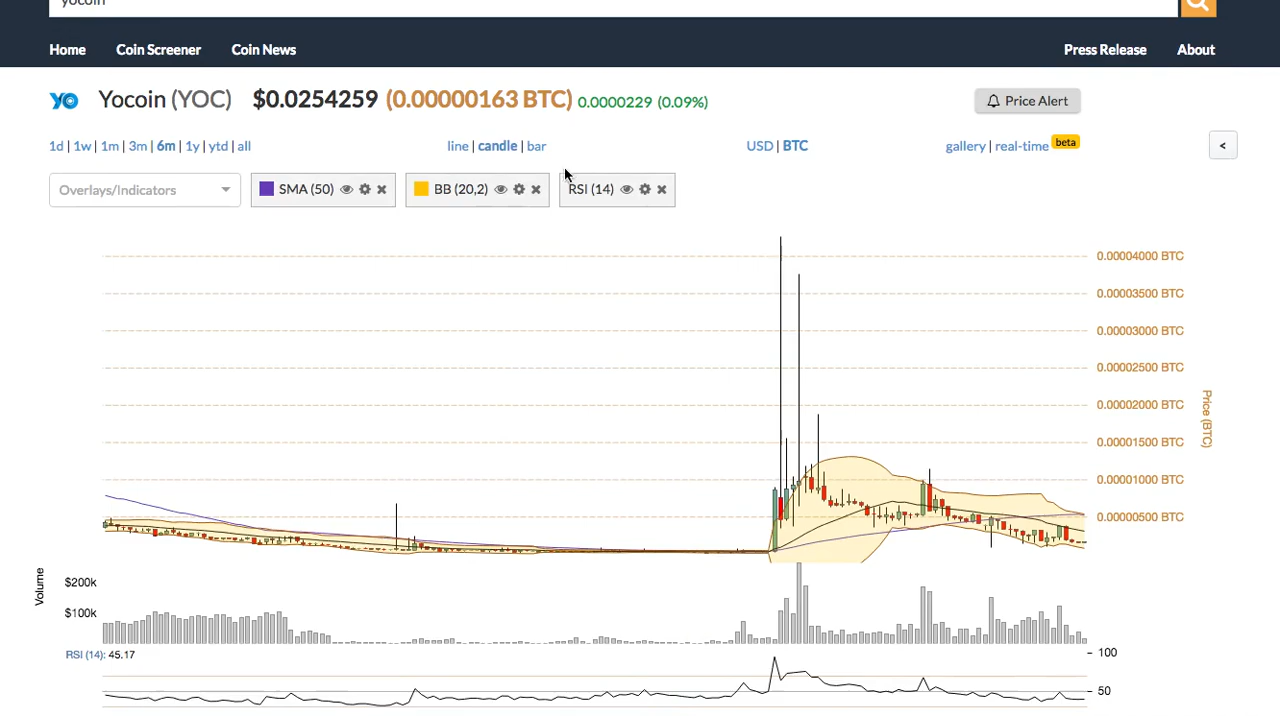 yocoin
Home Coin Screener Coin News Press Release About
YO Yocoin (YOC) $0.0254259 (0.00000163 BTC) 0.0000229 (0.09%) Price Alert
1d | 1w | 1m | 3m | 6m | 1y | ytd | all line | candle | bar USD | BTC gallery | real-time beta <
Overlays/Indicators SMA (50) BB (20,2) RSI (14)
0.00004000 BTC
0.00003500 BTC
0.00003000 BTC
0.00002500 BTC
0.00002000 BTC
0.00001500 BTC
0.00001000 BTC
0.00000500 BTC
Price (BTC)
Volume
$200k
$100k
RSI (14): 45.17
100
50